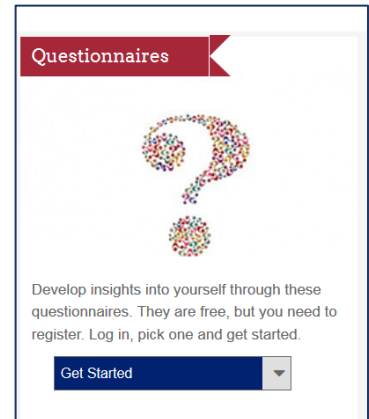 Questionnaires
Develop insights into yourself through these
questionnaires. They are free, but you need to
register. Log in, pick one and get started.
Get Started